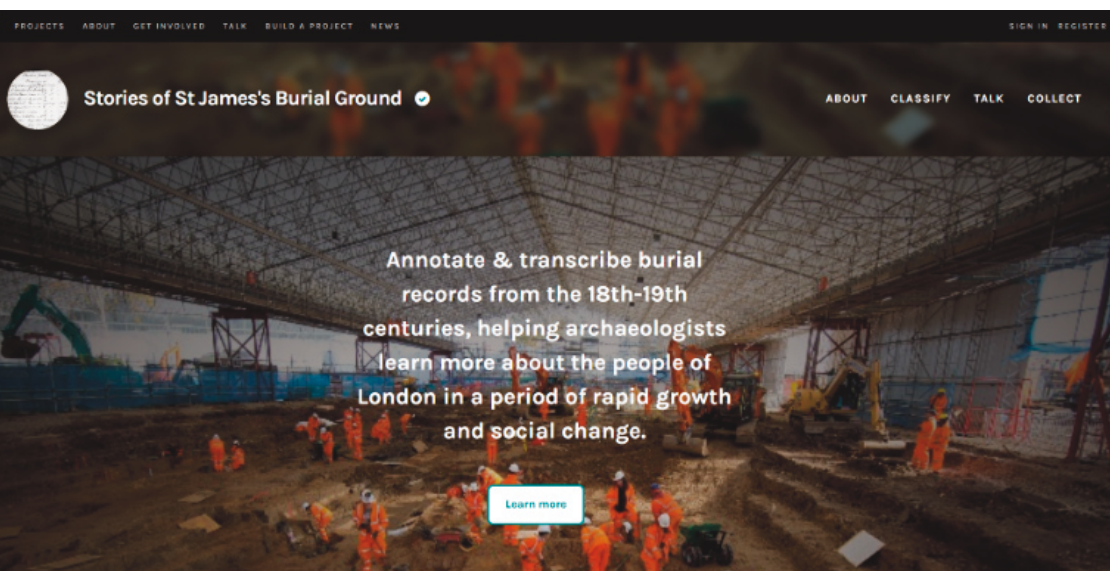 PROJECTS ABOUT GET INVOLVED TALK BUILD A PROJECT NEWS SIGN IN REGISTER
Stories of St James's Burial Ground ABOUT CLASSIFY TALK COLLECT
Annotate & transcribe burial
records from the 18th-19th
centuries, helping archaeologists
learn more about the people of
London in a period of rapid growth
and social change.
Learn more